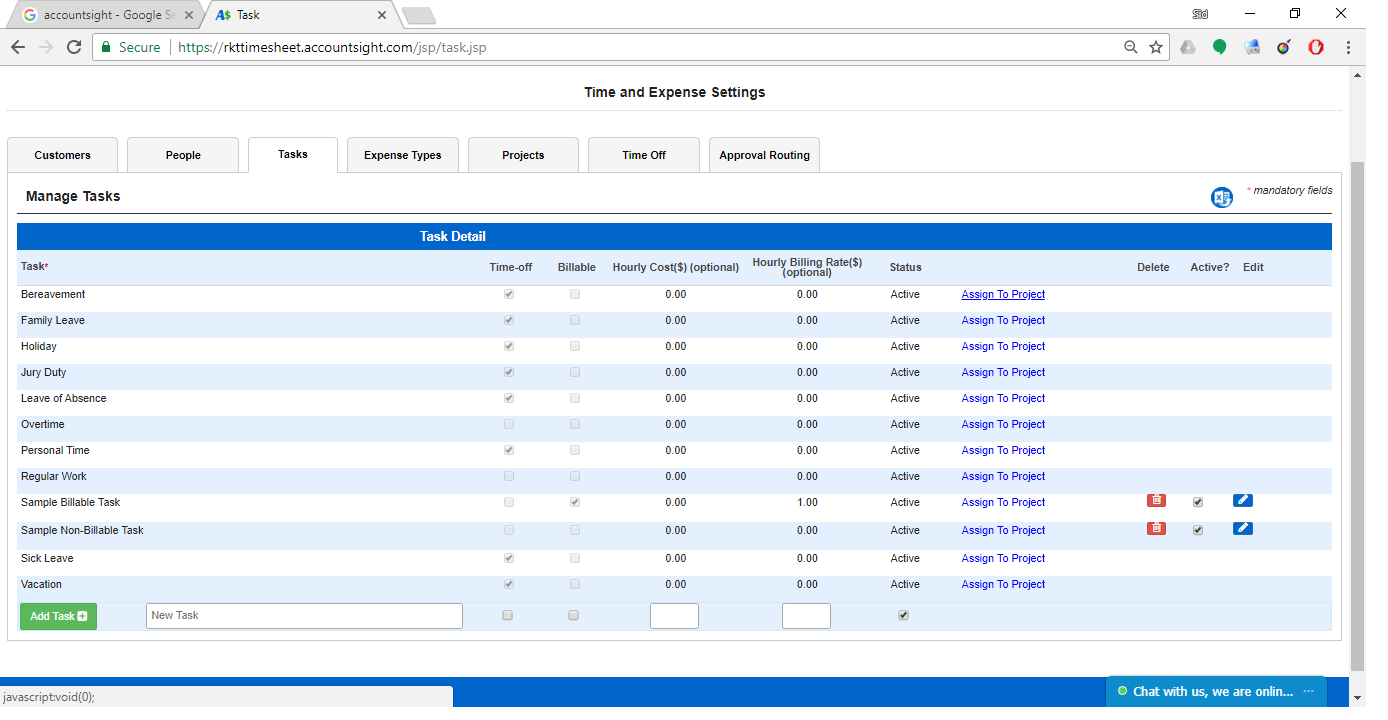 accountsight - Google Se
A$ Task
Sid
Secure
https://rkttimesheet.accountsight.com/jsp/task.jsp
Time and Expense Settings
Customers
People
Tasks
Expense Types
Projects
Time Off
Approval Routing
Manage Tasks
* mandatory fields
Task Detail
Task* Time-off Billable Hourly Cost($) (optional) Hourly Billing Rate($) (optional) Status Delete Active? Edit
Bereavement 0.00 0.00 Active Assign To Project
Family Leave 0.00 0.00 Active Assign To Project
Holiday 0.00 0.00 Active Assign To Project
Jury Duty 0.00 0.00 Active Assign To Project
Leave of Absence 0.00 0.00 Active Assign To Project
Overtime 0.00 0.00 Active Assign To Project
Personal Time 0.00 0.00 Active Assign To Project
Regular Work 0.00 0.00 Active Assign To Project
Sample Billable Task 0.00 1.00 Active Assign To Project
Sample Non-Billable Task 0.00 0.00 Active Assign To Project
Sick Leave 0.00 0.00 Active Assign To Project
Vacation 0.00 0.00 Active Assign To Project
Add Task New Task
javascript:void(0);
Chat with us, we are onlin...